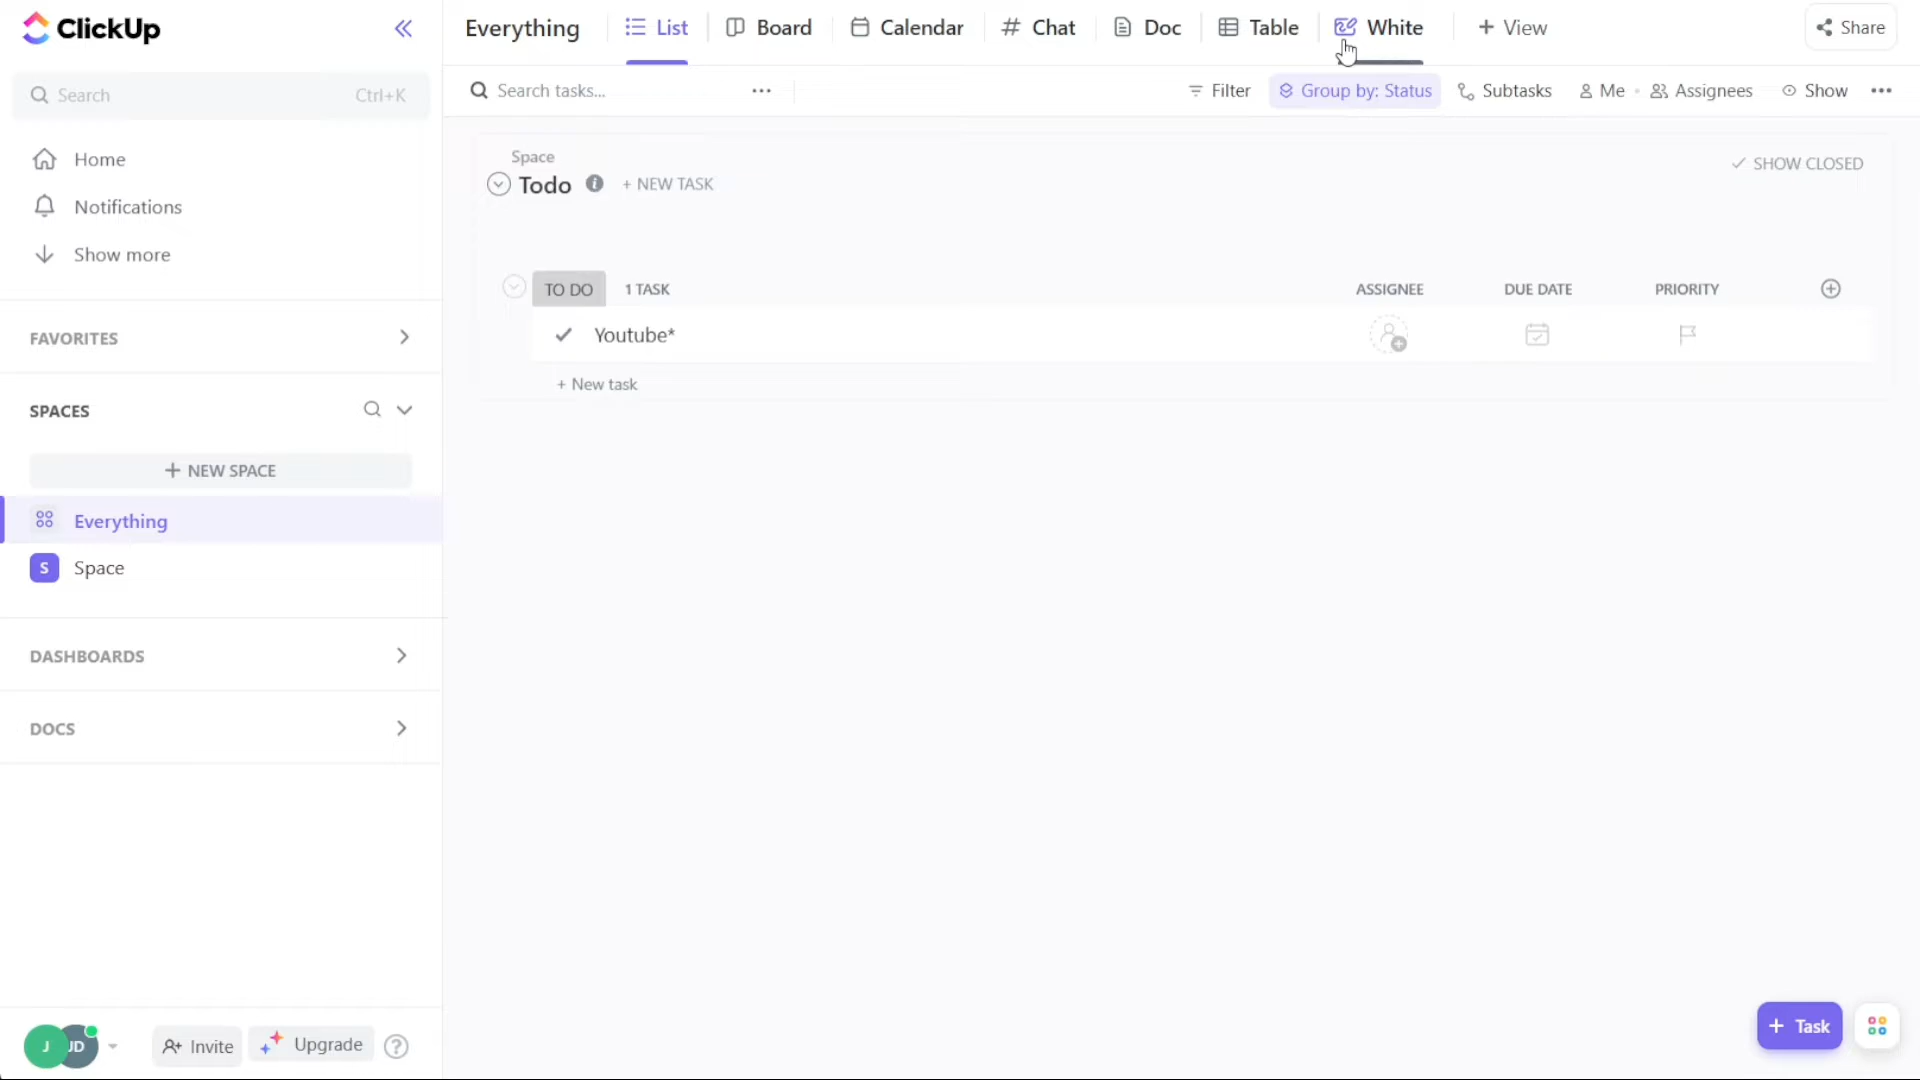 ClickUp
Search Ctrl+K
Home
Notifications
Show more
FAVORITES
SPACES
+ NEW SPACE
Everything
S Space
DASHBOARDS
DOCS
J JD Invite Upgrade ?
Everything List Board Calendar # Chat Doc Table White + View Share
Search tasks... ... Filter Group by: Status Subtasks Me Assignees Show ...
Space
Todo + NEW TASK SHOW CLOSED
TO DO 1 TASK ASSIGNEE DUE DATE PRIORITY
Youtube*
+ New task
+ Task